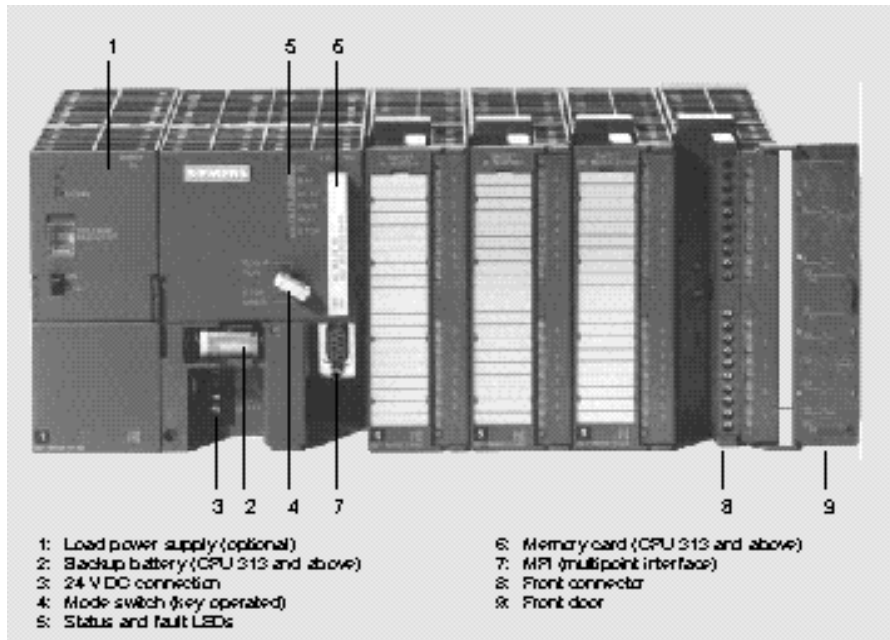 1
5
6
SIEMENS
3
2
4
7
8
9
1: Load power supply (optional)
2: Backup battery (CPU 313 and above)
3: 24 V DC connection
4: Mode switch (key operated)
5: Status and fault LEDs
6: Memory card (CPU 313 and above)
7: MPI (multipoint interface)
8: Front connector
9: Front door